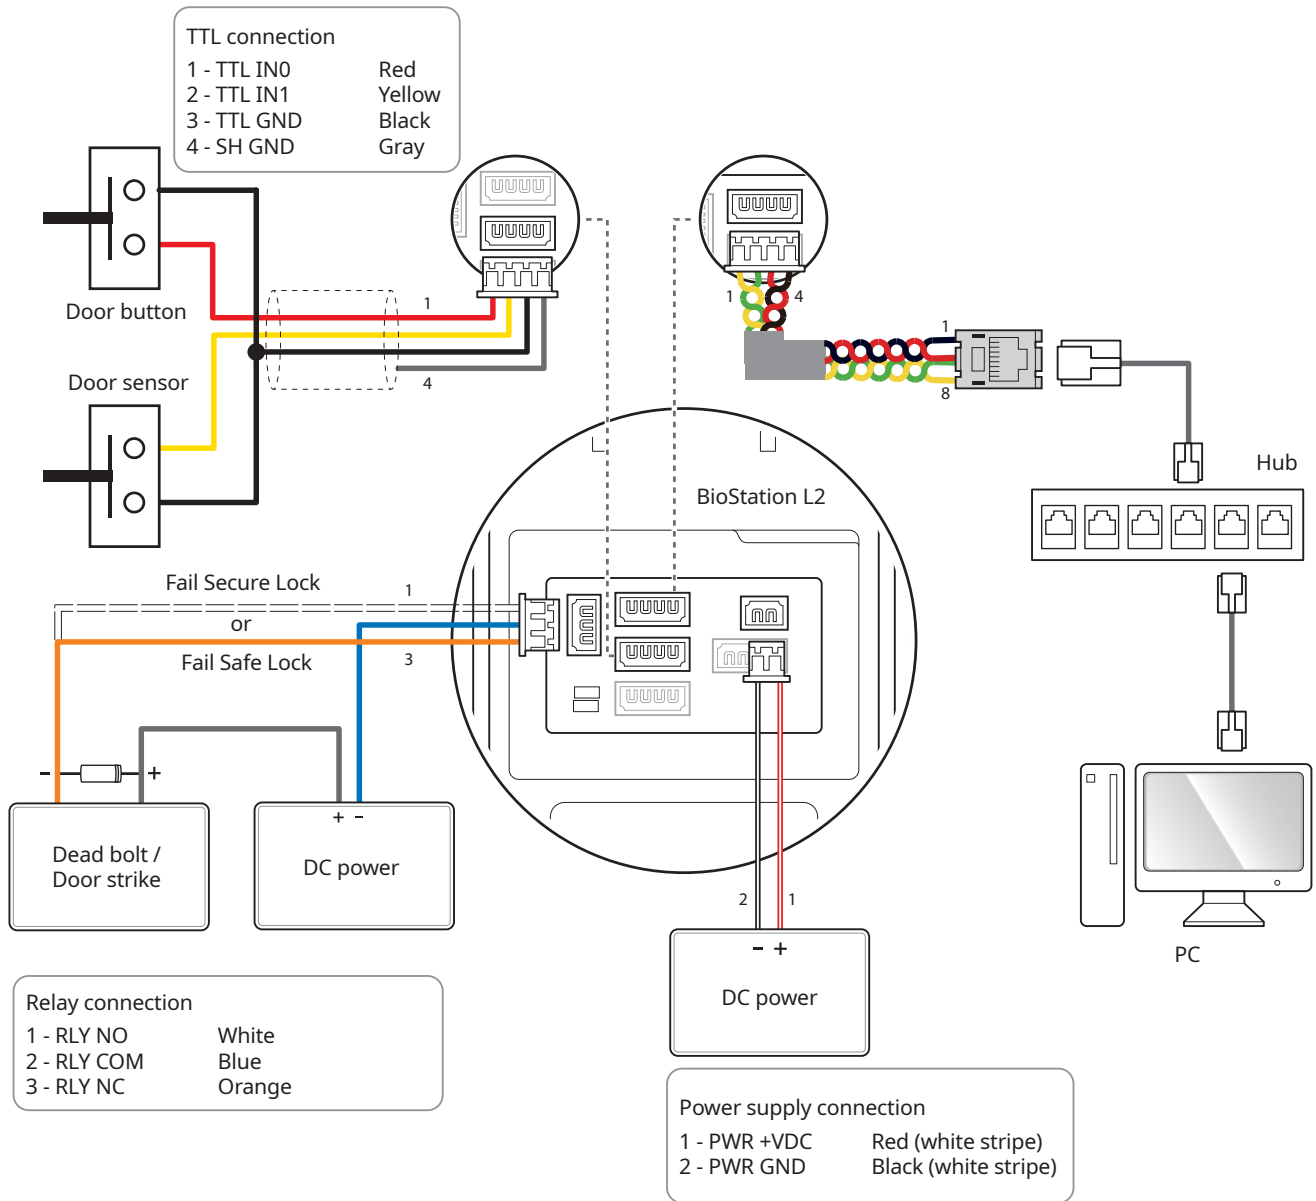 TTL connection
1 - TTL IN0 Red
2 - TTL IN1 Yellow
3 - TTL GND Black
4 - SH GND Gray
Door button
1
4
Door sensor
1
4
1
8
Hub
BioStation L2
Fail Secure Lock
1
or
Fail Safe Lock
3
- +
+ -
Dead bolt /
Door strike
DC power
2 1
- +
DC power
PC
Relay connection
1 - RLY NO White
2 - RLY COM Blue
3 - RLY NC Orange
Power supply connection
1 - PWR +VDC Red (white stripe)
2 - PWR GND Black (white stripe)